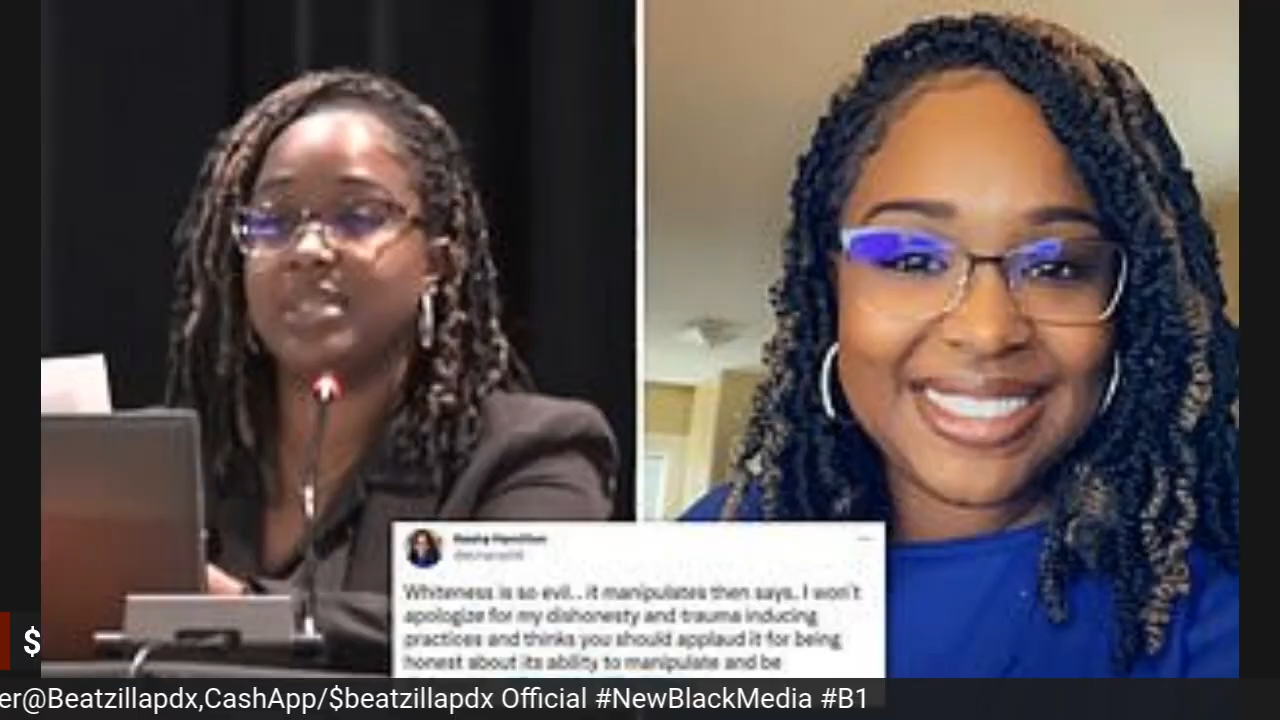 Hamilton
Whiteness is so evil.. it manipulates then says, I won't
apologize for my dishonesty and trauma inducing
practices and thinks you should applaud it for being
honest about its ability to manipulate and be
$
er@Beatzillapdx,CashApp/$beatzillapdx Official #NewBlackMedia #B1